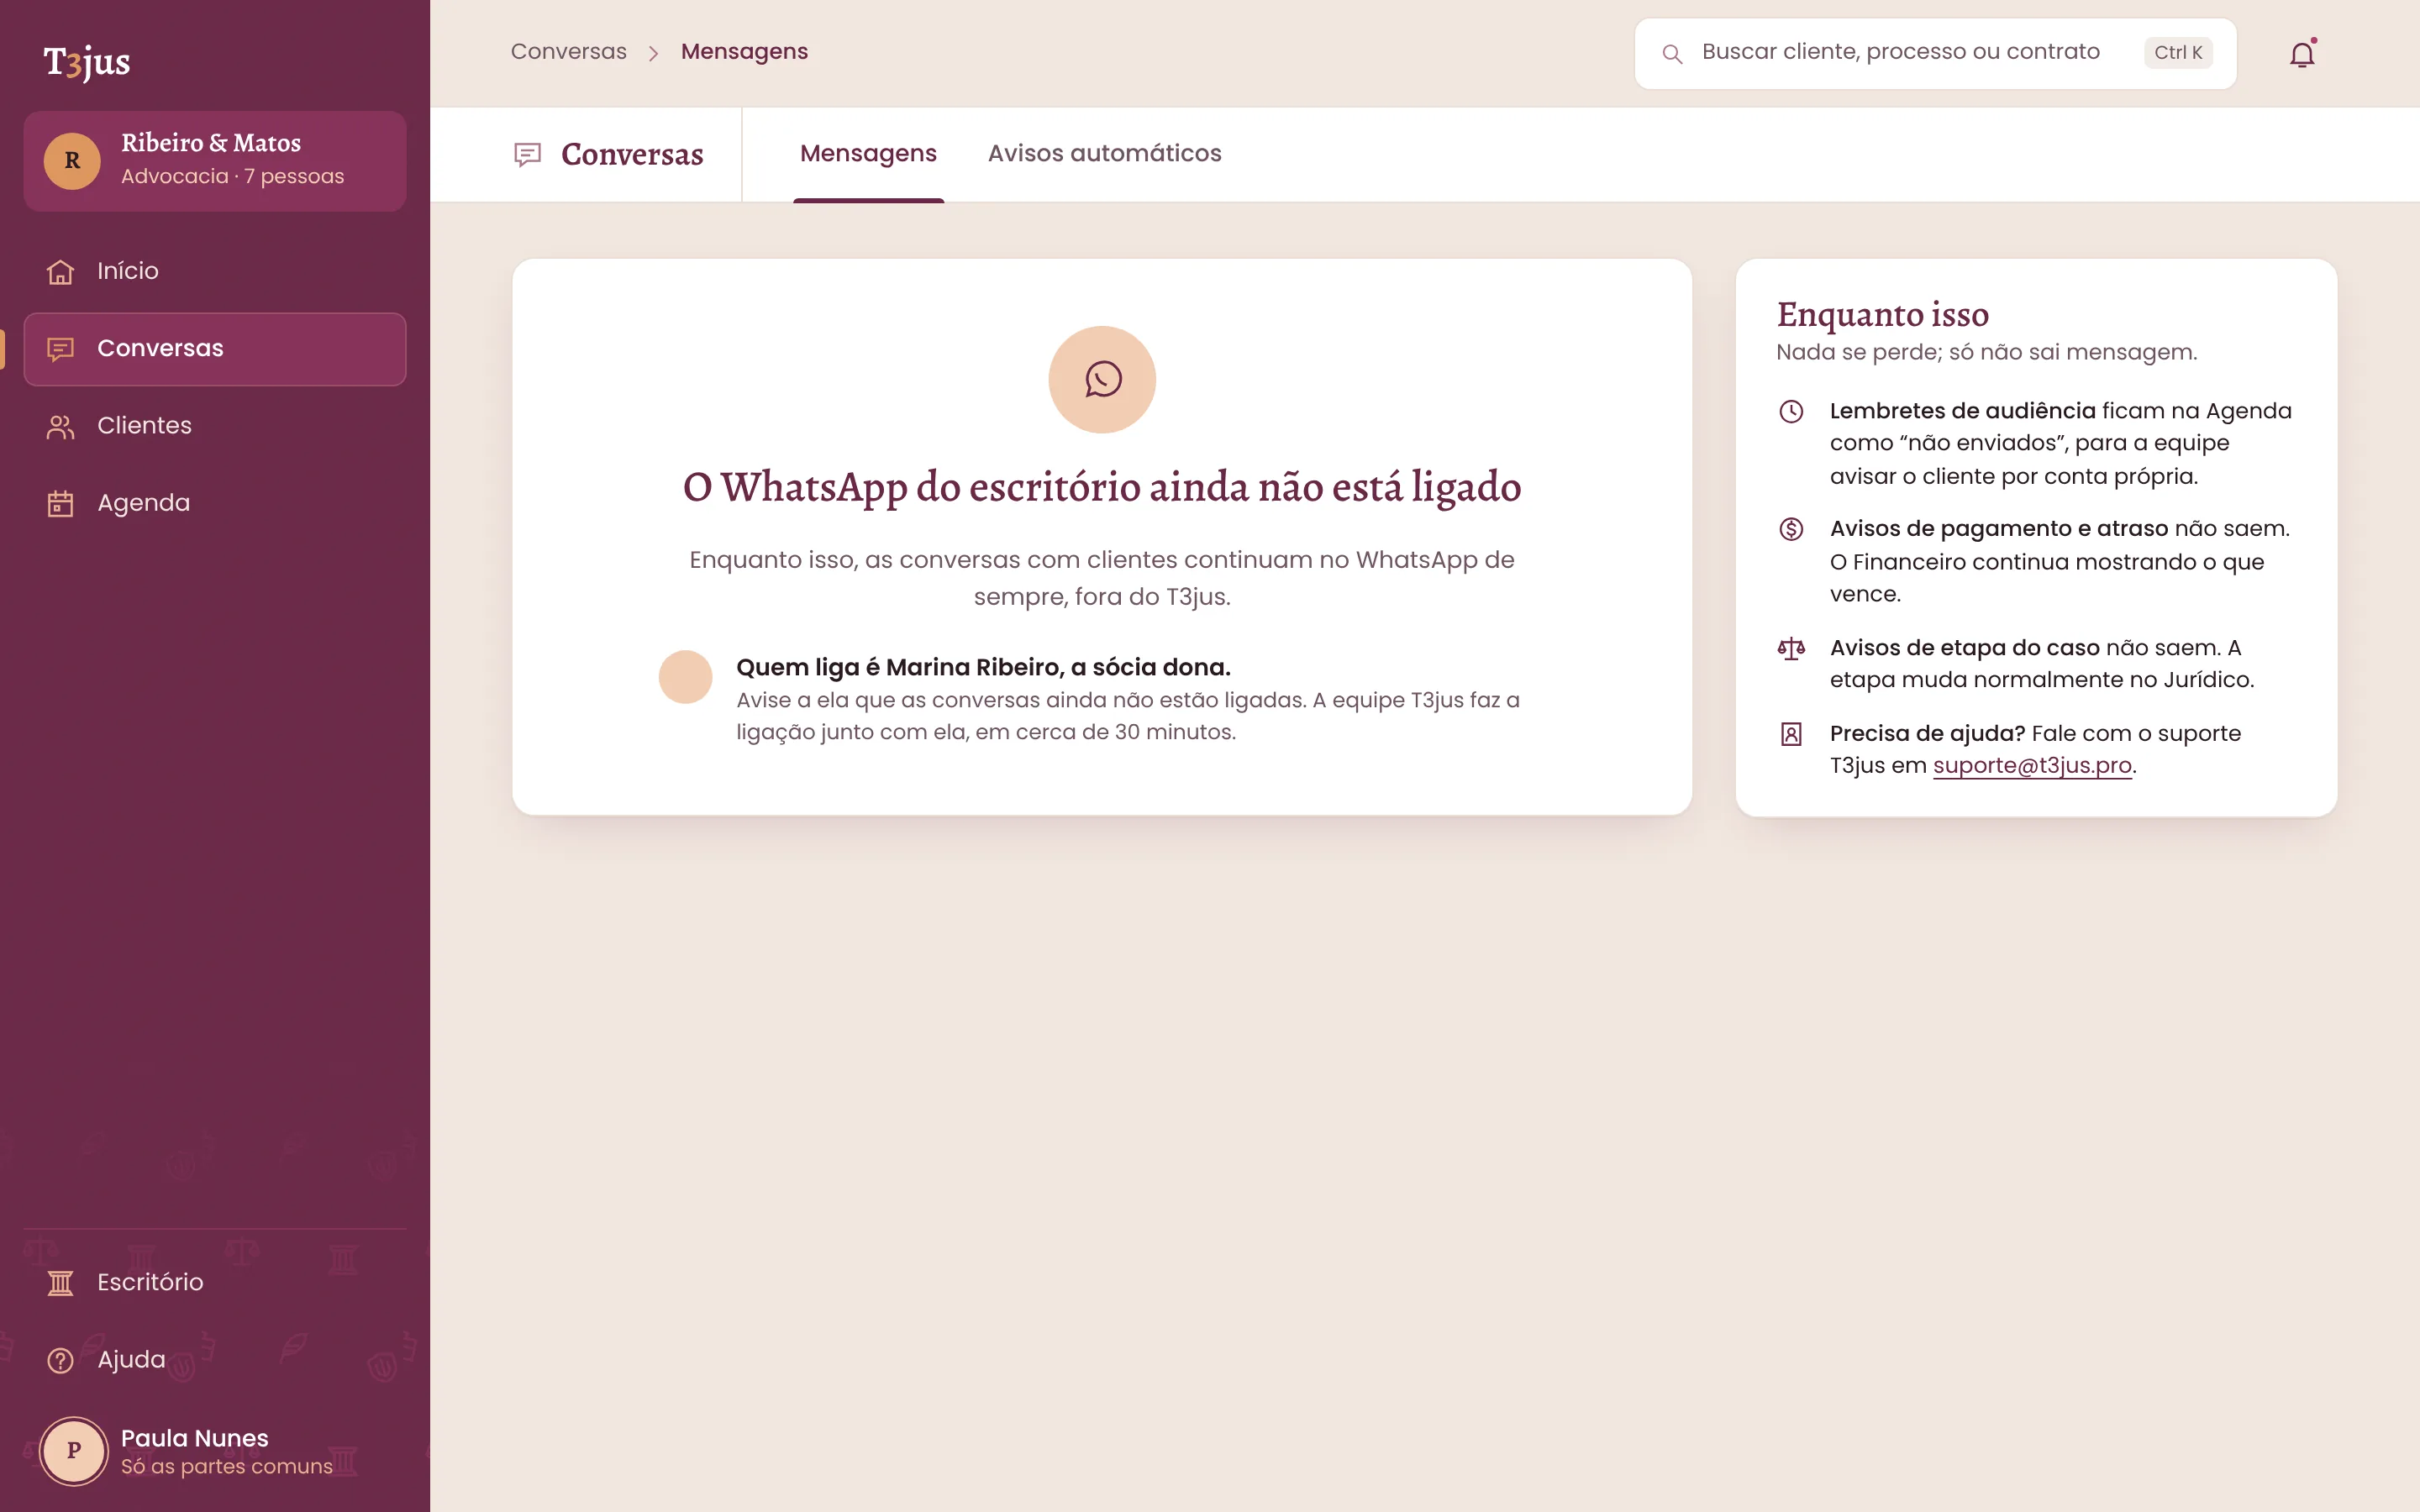 T3jus
R
Ribeiro & Matos
Advocacia · 7 pessoas
Início
Conversas
Clientes
Agenda
Escritório
Ajuda
P
Paula Nunes
Só as partes comuns
Conversas > Mensagens
Buscar cliente, processo ou contrato
Ctrl K
Conversas
Mensagens
Avisos automáticos
O WhatsApp do escritório ainda não está ligado
Enquanto isso, as conversas com clientes continuam no WhatsApp de
sempre, fora do T3jus.
Quem liga é Marina Ribeiro, a sócia dona.
Avise a ela que as conversas ainda não estão ligadas. A equipe T3jus faz a
ligação junto com ela, em cerca de 30 minutos.
Enquanto isso
Nada se perde; só não sai mensagem.
Lembretes de audiência ficam na Agenda
como “não enviados”, para a equipe
avisar o cliente por conta própria.
Avisos de pagamento e atraso não saem.
O Financeiro continua mostrando o que
vence.
Avisos de etapa do caso não saem. A
etapa muda normalmente no Jurídico.
Precisa de ajuda? Fale com o suporte
T3jus em suporte@t3jus.pro.